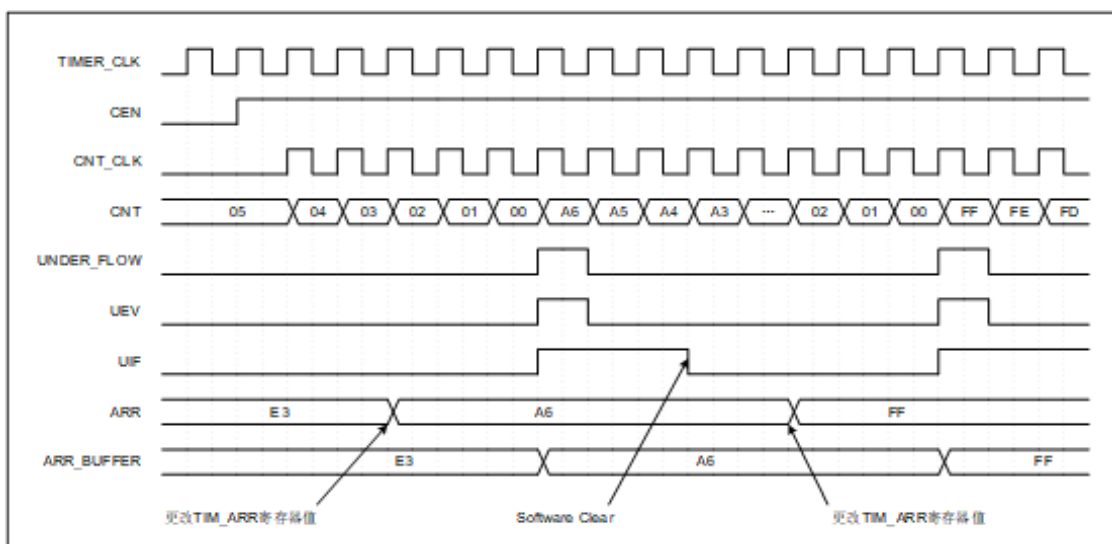 TIMER_CLK
CEN
CNT_CLK
CNT 05 04 03 02 01 00 A6 A5 A4 A3 ... 02 01 00 FF FE FD
UNDER_FLOW
UEV
UIF
ARR E3 A6 FF
ARR_BUFFER E3 A6 FF
更改TIM_ARR寄存器值 Software Clear 更改TIM_ARR寄存器值